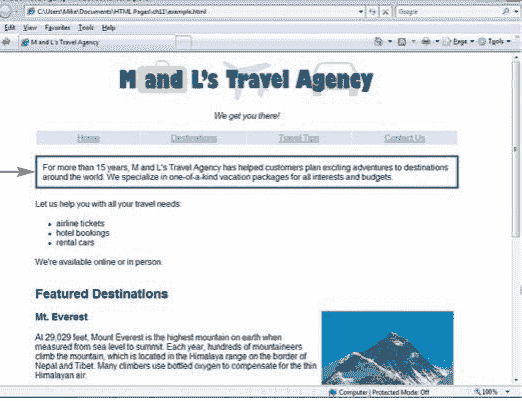 C:\Users\Mike\Documents\HTML Pages\ch11\example.html
Google
Edit View Favorites Tools Help
M and L's Travel Agency
Page Tools
M and L's Travel Agency
We get you there!
Home Destinations Travel Tips Contact Us
For more than 15 years, M and L's Travel Agency has helped customers plan exciting adventures to destinations
around the world. We specialize in one-of-a-kind vacation packages for all interests and budgets.
Let us help you with all your travel needs:
• airline tickets
• hotel bookings
• rental cars
We're available online or in person.
Featured Destinations
Mt. Everest
At 29,029 feet, Mount Everest is the highest mountain on earth when
measured from sea level to summit. Each year, hundreds of mountaineers
climb the mountain, which is located in the Himalaya range on the border of
Nepal and Tibet. Many climbers use bottled oxygen to compensate for the thin
Himalayan air.
Computer | Protected Mode: Off 100%